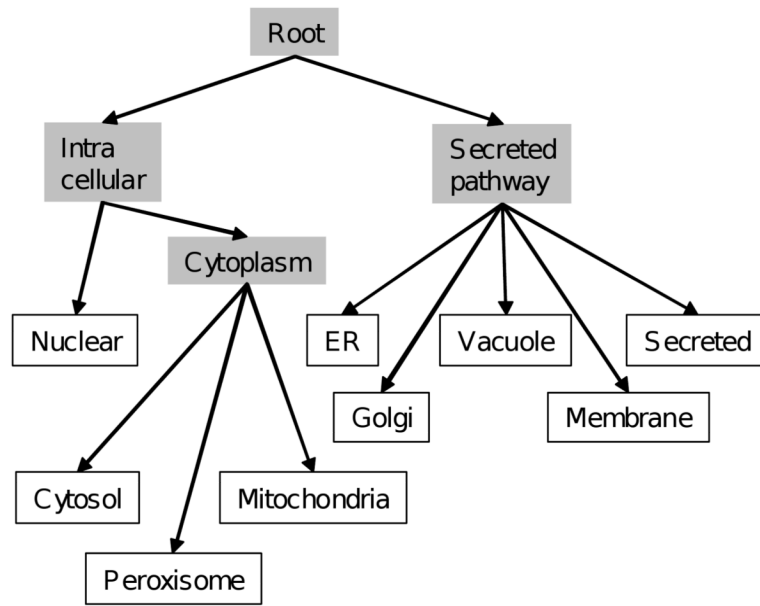 Root
Intra
cellular
Secreted
pathway
Cytoplasm
Nuclear
ER
Vacuole
Secreted
Golgi
Membrane
Cytosol
Mitochondria
Peroxisome